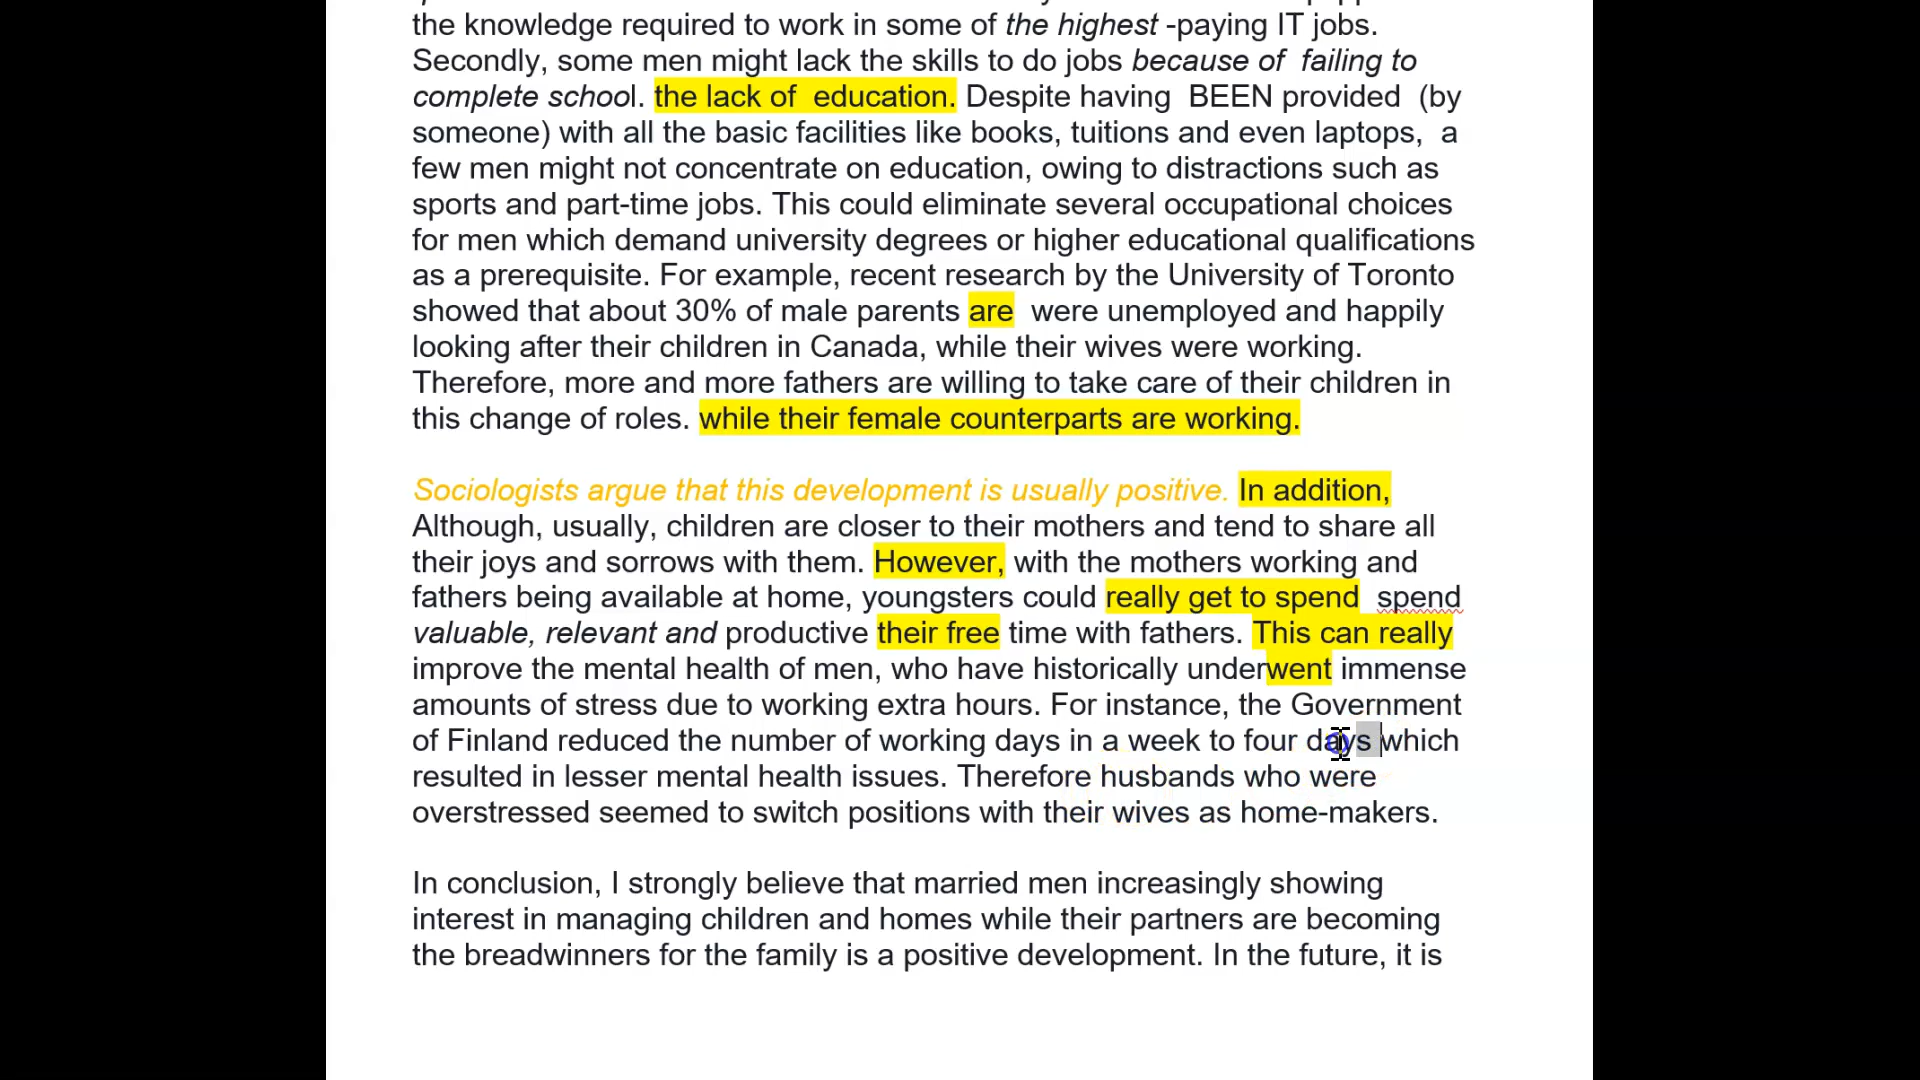 the knowledge required to work in some of the highest -paying IT jobs.
Secondly, some men might lack the skills to do jobs because of  failing to
complete school. the lack of  education. Despite having  BEEN provided  (by
someone) with all the basic facilities like books, tuitions and even laptops,  a
few men might not concentrate on education, owing to distractions such as
sports and part-time jobs. This could eliminate several occupational choices
for men which demand university degrees or higher educational qualifications
as a prerequisite. For example, recent research by the University of Toronto
showed that about 30% of male parents are  were unemployed and happily
looking after their children in Canada, while their wives were working.
Therefore, more and more fathers are willing to take care of their children in
this change of roles. while their female counterparts are working.
Sociologists argue that this development is usually positive. In addition,
Although, usually, children are closer to their mothers and tend to share all
their joys and sorrows with them. However, with the mothers working and
fathers being available at home, youngsters could really get to spend  spend
valuable, relevant and productive their free time with fathers. This can really
improve the mental health of men, who have historically underwent immense
amounts of stress due to working extra hours. For instance, the Government
of Finland reduced the number of working days in a week to four days which
resulted in lesser mental health issues. Therefore husbands who were
overstressed seemed to switch positions with their wives as home-makers.
In conclusion, I strongly believe that married men increasingly showing
interest in managing children and homes while their partners are becoming
the breadwinners for the family is a positive development. In the future, it is